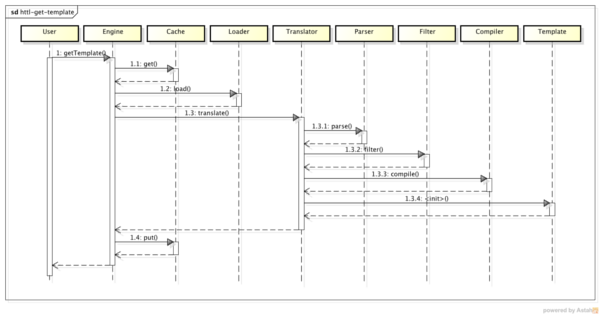 sd httl-get-template
User Engine Cache Loader Translator Parser Filter Compiler Template
1: getTemplate()
1.1: get()
1.2: load()
1.3: translate()
1.3.1: parse()
1.3.2: filter()
1.3.3: compile()
1.3.4: <init>()
1.4: put()
powered by Astah